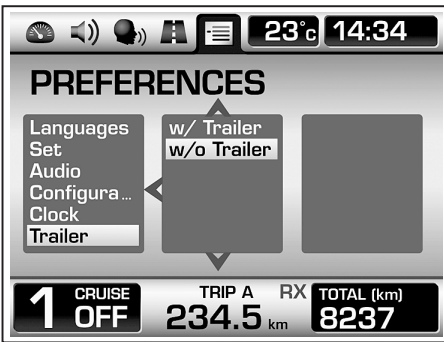 23°c 14:34
PREFERENCES
Languages
Set
Audio
Configura...
Clock
Trailer
w/ Trailer
w/o Trailer
1 CRUISE OFF
TRIP A
234.5 km
RX
TOTAL (km)
8237